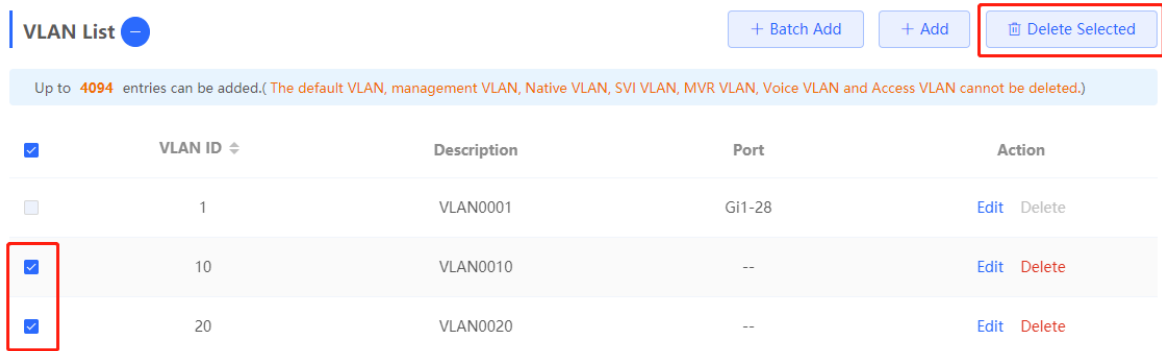 VLAN List
+ Batch Add
+ Add
Delete Selected
Up to 4094 entries can be added.( The default VLAN, management VLAN, Native VLAN, SVI VLAN, MVR VLAN, Voice VLAN and Access VLAN cannot be deleted.)
VLAN ID Description Port Action
1 VLAN0001 Gi1-28 Edit Delete
10 VLAN0010 -- Edit Delete
20 VLAN0020 -- Edit Delete